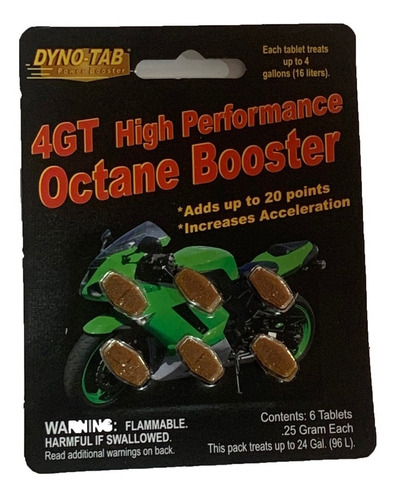 DYNO-TAB®
Power Booster
Each tablet treats
up to 4
gallons (16 liters).
4GT High Performance
Octane Booster
*Adds up to 20 points
*Increases Acceleration
WARNING: FLAMMABLE.
HARMFUL IF SWALLOWED.
Read additional warnings on back.
Contents: 6 Tablets
.25 Gram Each
This pack treats up to 24 Gal. (96 L).